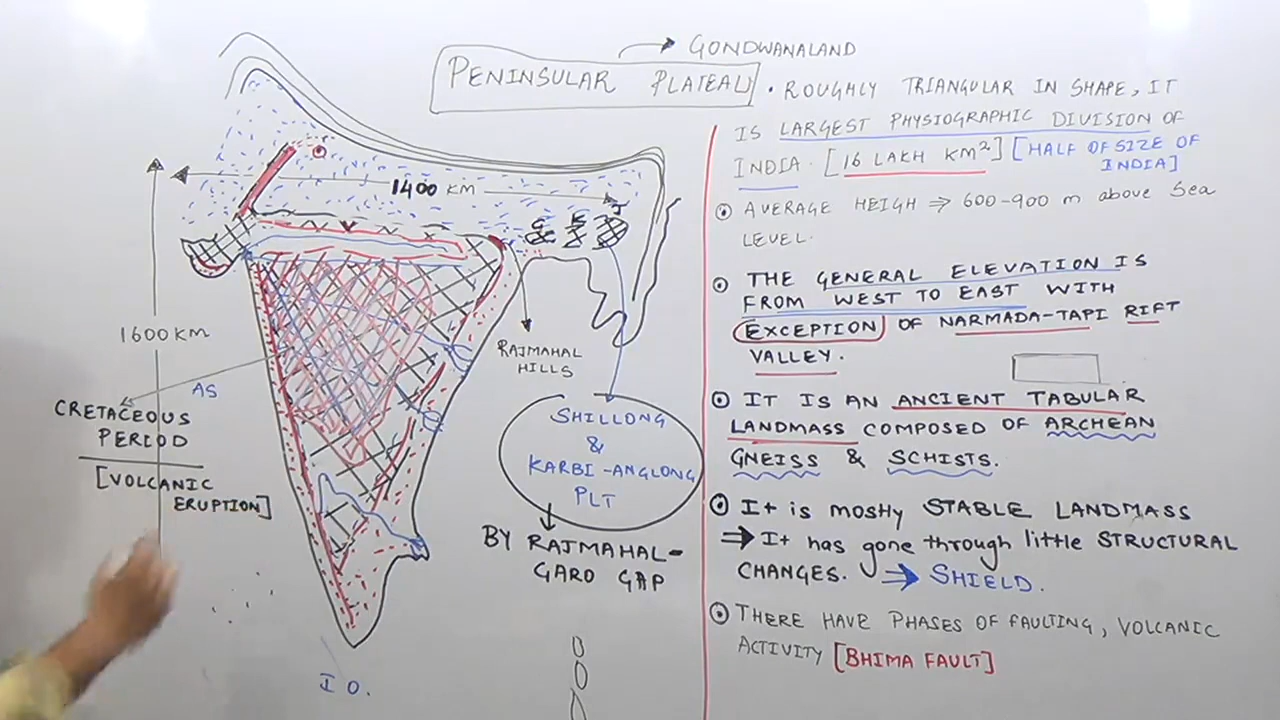 GONDWANALAND
PENINSULAR PLATEAU
• ROUGHLY TRIANGULAR IN SHAPE, IT
IS LARGEST PHYSIOGRAPHIC DIVISION OF
INDIA. [16 LAKH KM²] [HALF OF SIZE OF
INDIA]
AVERAGE HEIGH ⇒ 600-900 m above Sea
LEVEL.
THE GENERAL ELEVATION IS
FROM WEST TO EAST WITH
EXCEPTION OF NARMADA-TAPI RIFT
VALLEY.
IT IS AN ANCIENT TABULAR
LANDMASS COMPOSED OF ARCHEAN
GNEISS & SCHISTS.
It is mostly STABLE LANDMASS
⇒ It has gone through little STRUCTURAL
CHANGES. ⇒ SHIELD.
THERE HAVE PHASES OF FAULTING, VOLCANIC
ACTIVITY [BHIMA FAULT]
1400 KM
G K J
1600 KM
RAJMAHAL
HILLS
AS
CRETACEOUS
PERIOD
[VOLCANIC
ERUPTION]
SHILLONG
&
KARBI-ANGLONG
PLT
BY RAJMAHAL-
GARO GAP
I O.